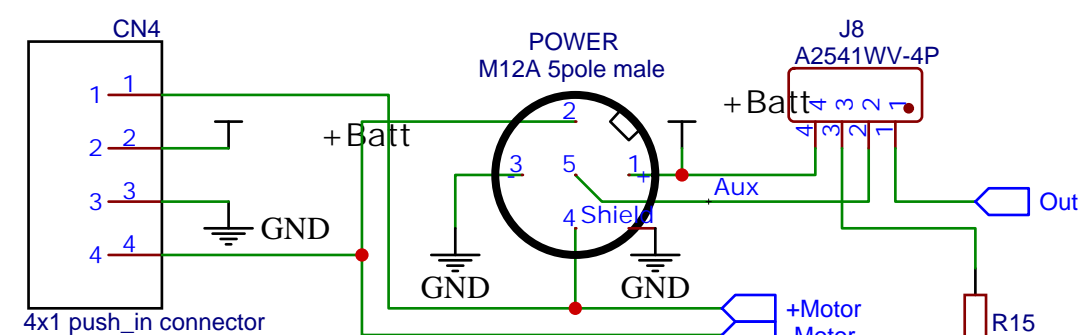 CN4
POWER
M12A 5pole male
J8
A2541WV-4P
1 1
2 2
3 3
4 4
+Batt
GND
4x1 push_in connector
2
3
-
5
1
+
4
Shield
GND
GND
+Batt
4 3 2 1
4 3 2 1
Aux
Out
+Motor
-Motor
R15